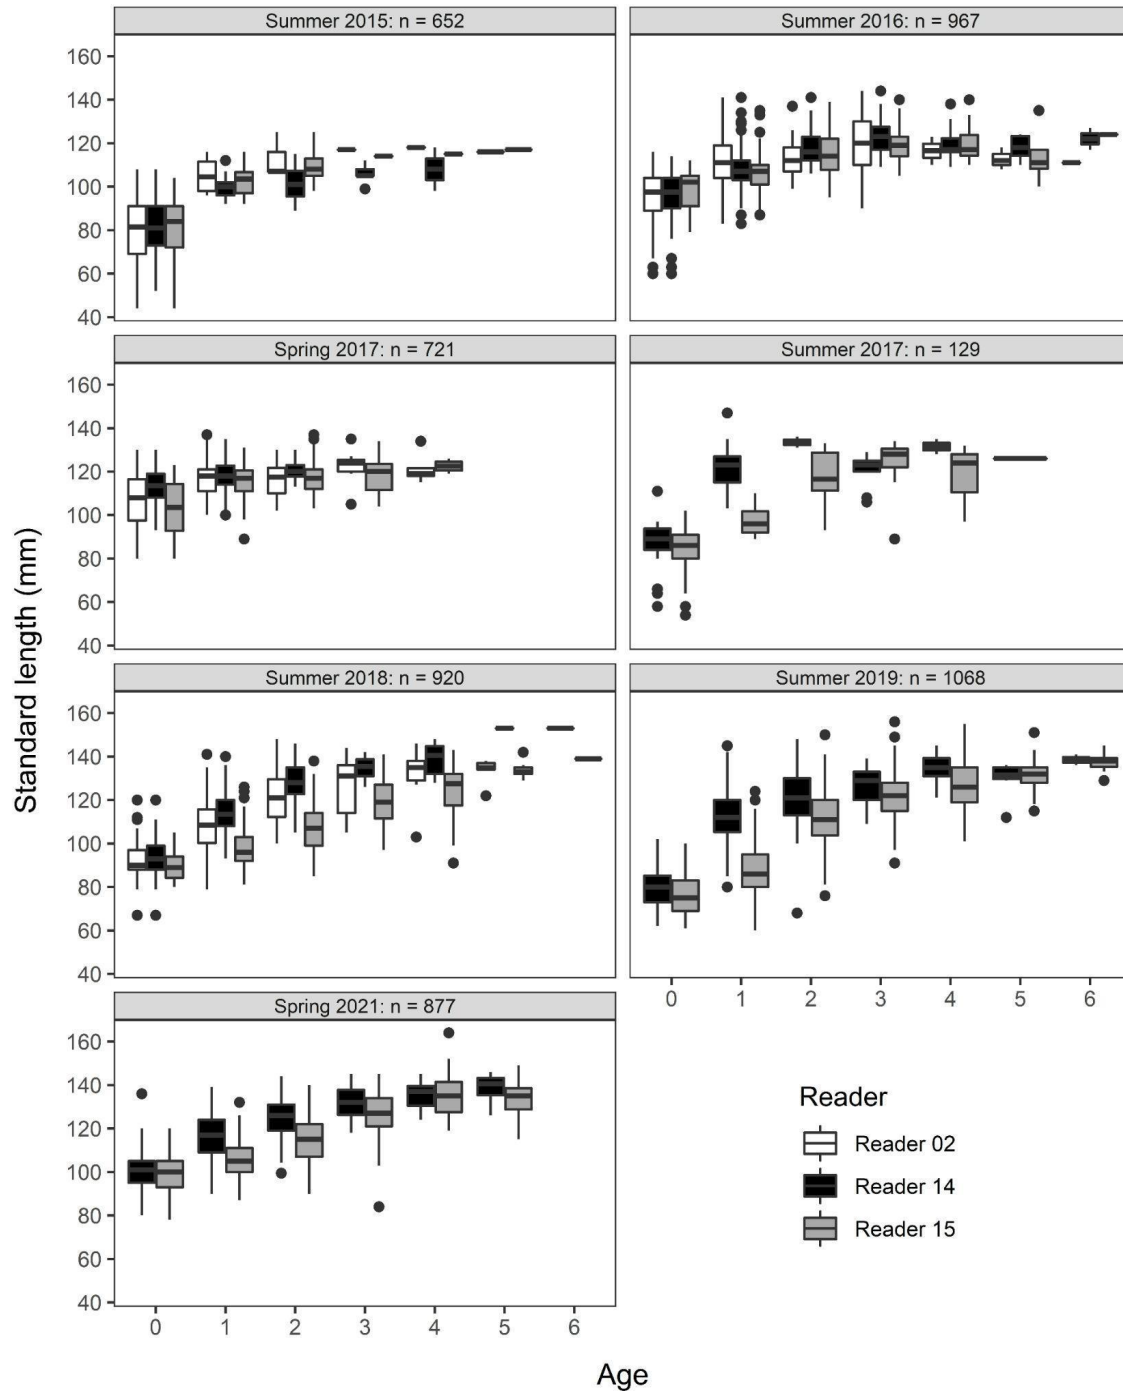 Summer 2015: n = 652
Summer 2016: n = 967
160
140
120
100
80
60
40
Spring 2017: n = 721
Summer 2017: n = 129
160
140
120
100
80
60
40
Standard length (mm)
Summer 2018: n = 920
Summer 2019: n = 1068
160
140
120
100
80
60
40
0 1 2 3 4 5 6
Spring 2021: n = 877
160
140
120
100
80
60
40
0 1 2 3 4 5 6
Age
Reader
Reader 02
Reader 14
Reader 15